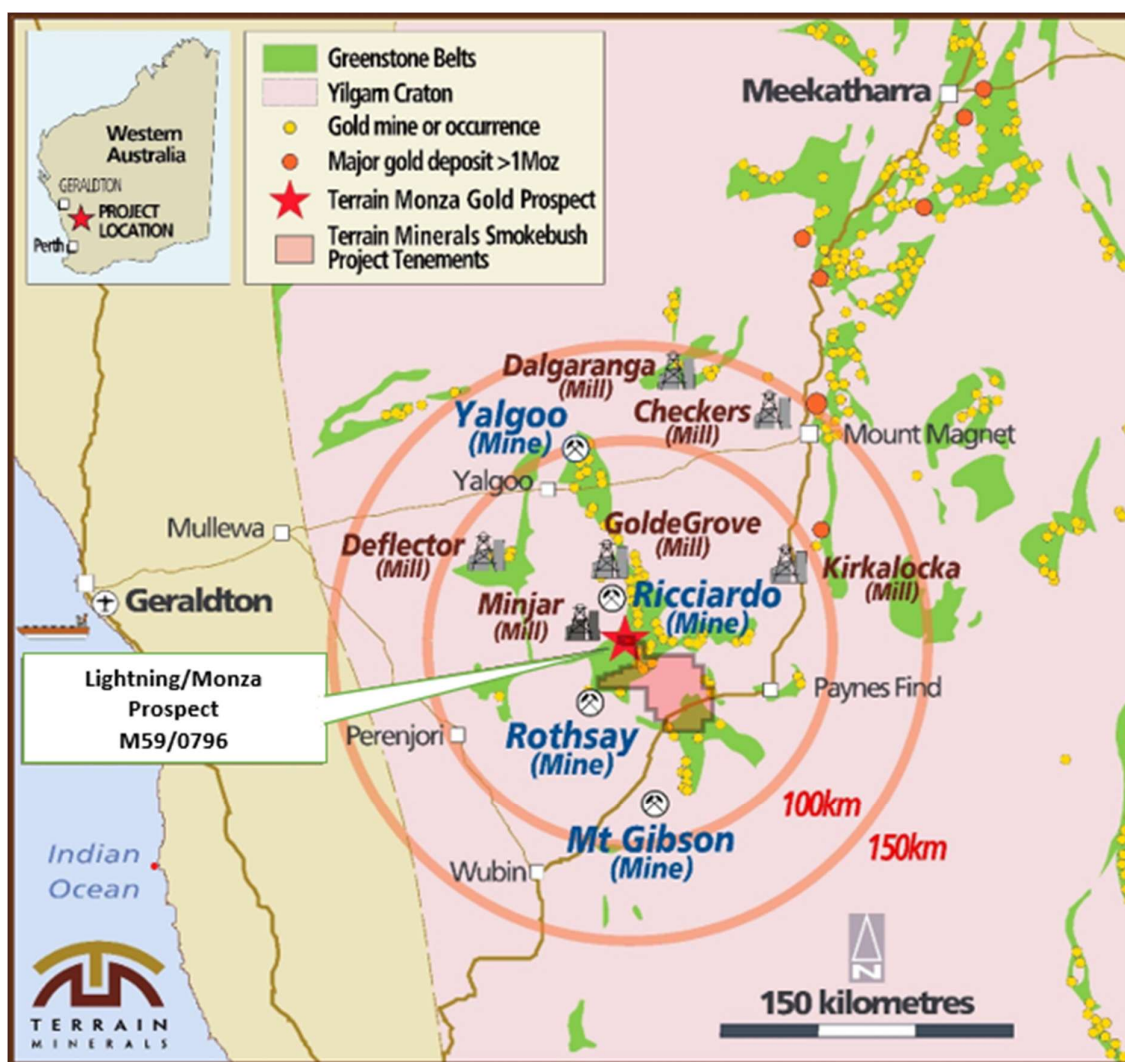 Western
Australia
GERALDTON
PROJECT
LOCATION
Perth
Greenstone Belts
Yilgarn Craton
Gold mine or occurrence
Major gold deposit >1Moz
Terrain Monza Gold Prospect
Terrain Minerals Smokebush
Project Tenements
Meekatharra
Dalgaranga
(Mill)
Checkers
(Mill)
Yalgoo
(Mine)
Mount Magnet
Yalgoo
Mullewa
Deflector
(Mill)
GoldeGrove
(Mill)
Kirkalocka
(Mill)
Geraldton
Minjar
(Mill)
Ricciardo
(Mine)
Lightning/Monza
Prospect
M59/0796
Paynes Find
Perenjori
Rothsay
(Mine)
100km
150km
Mt Gibson
(Mine)
Indian
Ocean
Wubin
N
TERRAIN
MINERALS
150 kilometres